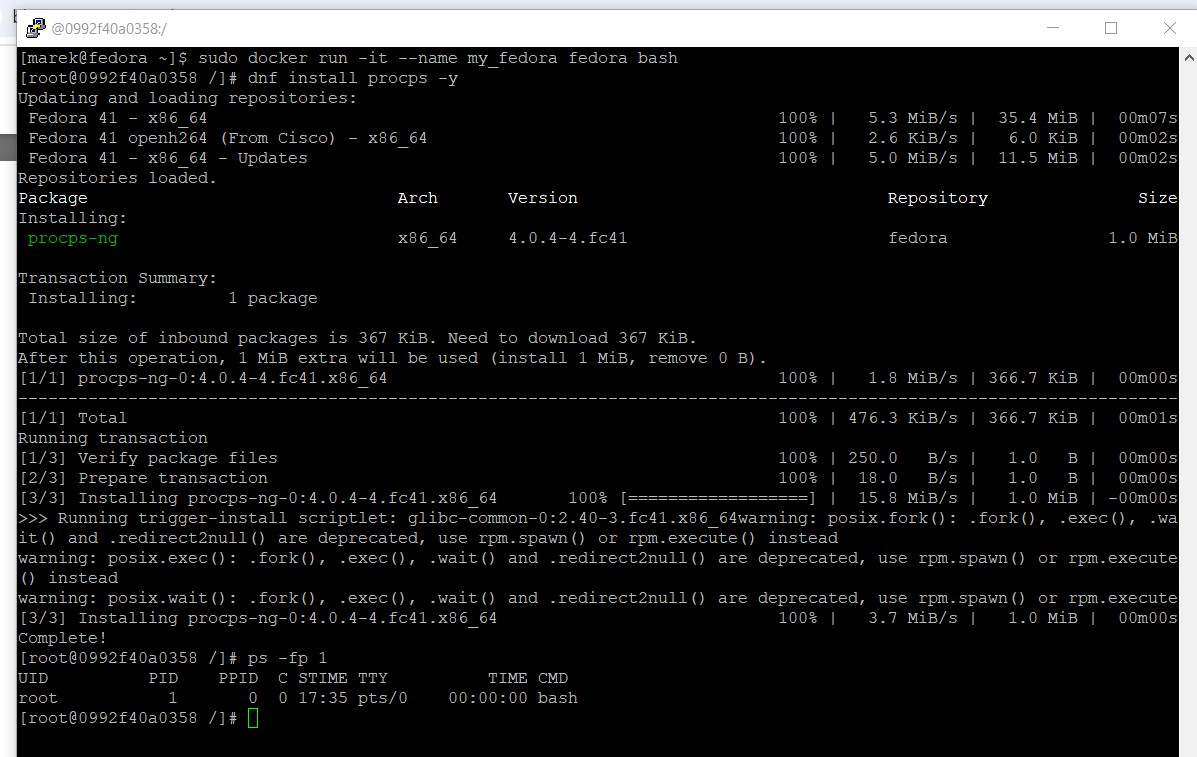 @0992f40a0358:/
[marek@fedora ~]$ sudo docker run -it --name my_fedora fedora bash
[root@0992f40a0358 /]# dnf install procps -y
Updating and loading repositories:
 Fedora 41 - x86_64 100% | 5.3 MiB/s | 35.4 MiB | 00m07s
 Fedora 41 openh264 (From Cisco) - x86_64 100% | 2.6 KiB/s | 6.0 KiB | 00m02s
 Fedora 41 - x86_64 - Updates 100% | 5.0 MiB/s | 11.5 MiB | 00m02s
Repositories loaded.
Package Arch Version Repository Size
Installing:
 procps-ng x86_64 4.0.4-4.fc41 fedora 1.0 MiB
Transaction Summary:
 Installing: 1 package
Total size of inbound packages is 367 KiB. Need to download 367 KiB.
After this operation, 1 MiB extra will be used (install 1 MiB, remove 0 B).
[1/1] procps-ng-0:4.0.4-4.fc41.x86_64 100% | 1.8 MiB/s | 366.7 KiB | 00m00s
--------------------------------------------------------------------------------------------------------------------
[1/1] Total 100% | 476.3 KiB/s | 366.7 KiB | 00m01s
Running transaction
[1/3] Verify package files 100% | 250.0 B/s | 1.0 B | 00m00s
[2/3] Prepare transaction 100% | 18.0 B/s | 1.0 B | 00m00s
[3/3] Installing procps-ng-0:4.0.4-4.fc41.x86_64 100% [==================] | 15.8 MiB/s | 1.0 MiB | -00m00s
>>> Running trigger-install scriptlet: glibc-common-0:2.40-3.fc41.x86_64warning: posix.fork(): .fork(), .exec(), .wa
it() and .redirect2null() are deprecated, use rpm.spawn() or rpm.execute() instead
warning: posix.exec(): .fork(), .exec(), .wait() and .redirect2null() are deprecated, use rpm.spawn() or rpm.execute
() instead
warning: posix.wait(): .fork(), .exec(), .wait() and .redirect2null() are deprecated, use rpm.spawn() or rpm.execute
[3/3] Installing procps-ng-0:4.0.4-4.fc41.x86_64 100% | 3.7 MiB/s | 1.0 MiB | 00m00s
Complete!
[root@0992f40a0358 /]# ps -fp 1
UID PID PPID C STIME TTY TIME CMD
root 1 0 0 17:35 pts/0 00:00:00 bash
[root@0992f40a0358 /]#